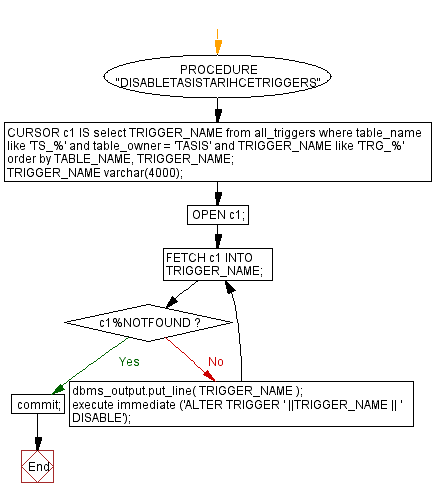 PROCEDURE
"DISABLETASISTARIHCETRIGGERS"
CURSOR c1 IS select TRIGGER_NAME from all_triggers where table_name
like 'TS_%' and table_owner = 'TASIS' and TRIGGER_NAME like 'TRG_%'
order by TABLE_NAME, TRIGGER_NAME;
TRIGGER_NAME varchar(4000);
OPEN c1;
FETCH c1 INTO
TRIGGER_NAME;
c1%NOTFOUND ?
Yes
No
commit;
dbms_output.put_line( TRIGGER_NAME );
execute immediate ('ALTER TRIGGER ' ||TRIGGER_NAME || '
DISABLE');
End